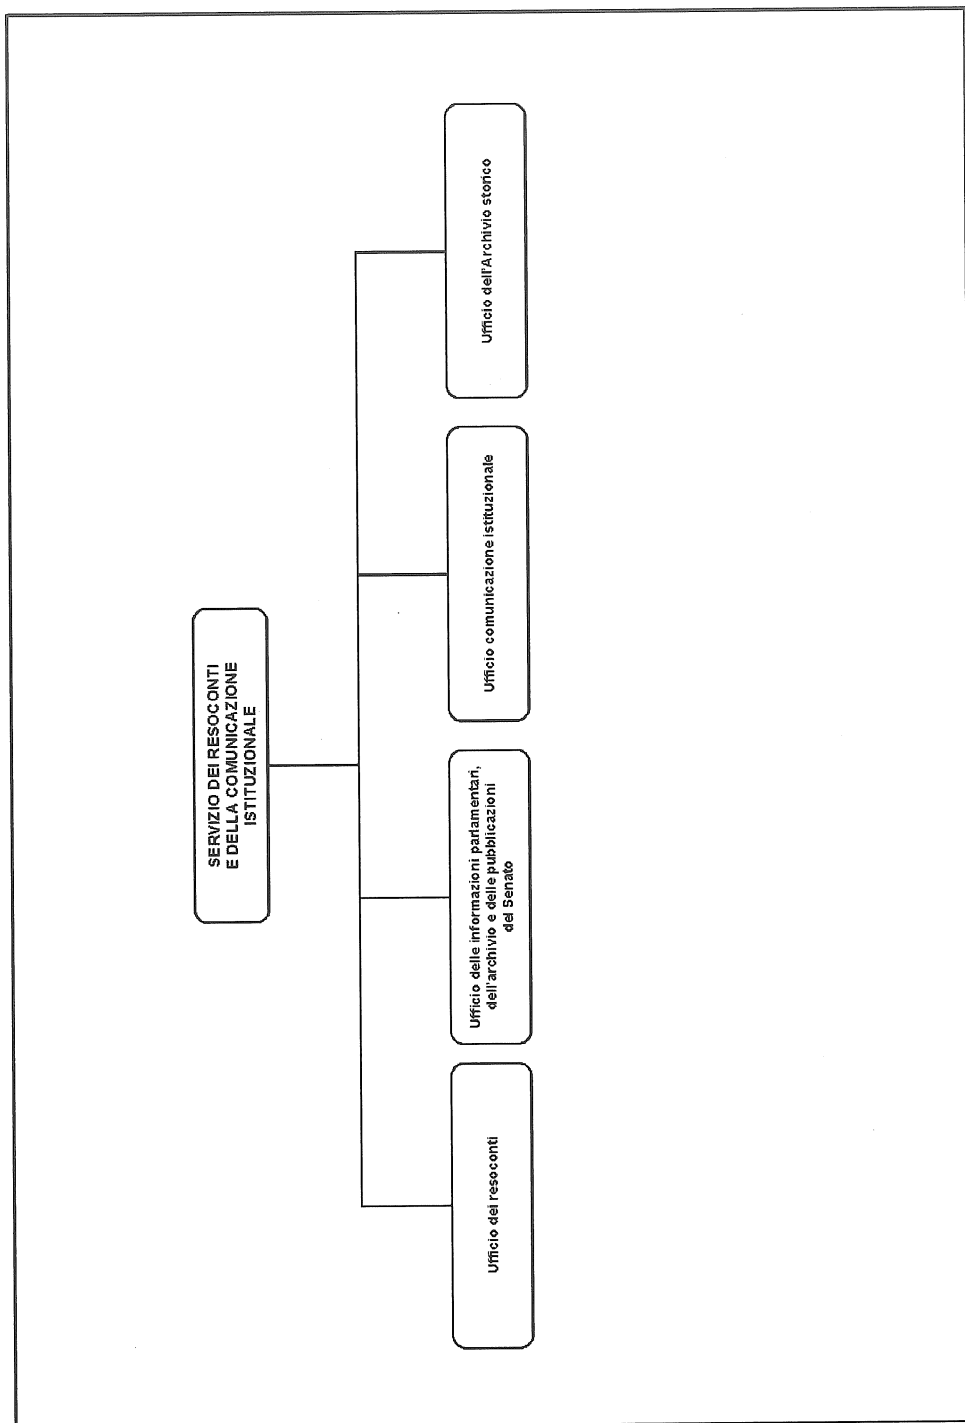 SERVIZIO DEI RESOCONTI
E DELLA COMUNICAZIONE
ISTITUZIONALE
Ufficio dei resoconti
Ufficio delle informazioni parlamentari,
dell'archivio e delle pubblicazioni
del Senato
Ufficio comunicazione istituzionale
Ufficio dell'Archivio storico